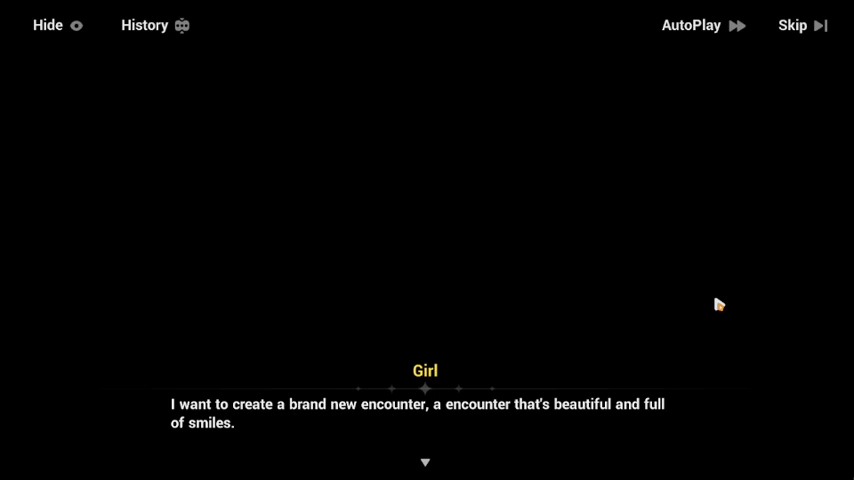 Hide
History
AutoPlay
Skip
Girl
I want to create a brand new encounter, a encounter that's beautiful and full
of smiles.